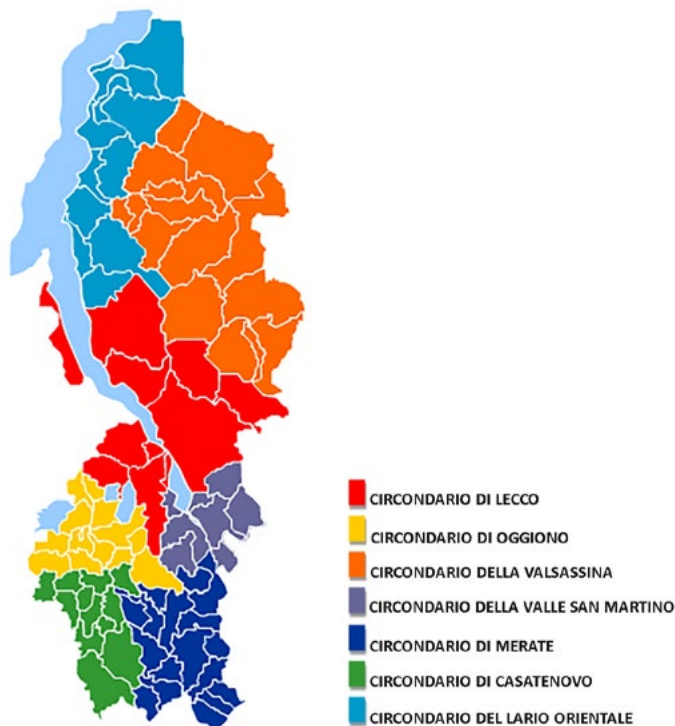 CIRCONDARIO DI LECCO
CIRCONDARIO DI OGGIONO
CIRCONDARIO DELLA VALSASSINA
CIRCONDARIO DELLA VALLE SAN MARTINO
CIRCONDARIO DI MERATE
CIRCONDARIO DI CASATENOVO
CIRCONDARIO DEL LARIO ORIENTALE